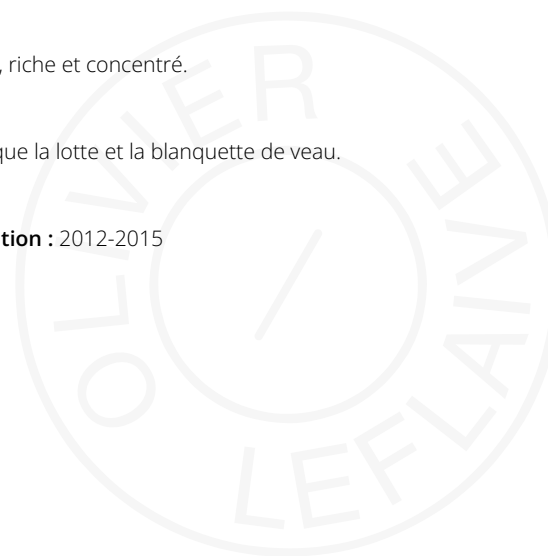 , riche et concentré.
que la lotte et la blanquette de veau.
tion : 2012-2015
OLIVIER
LEFLAIVE